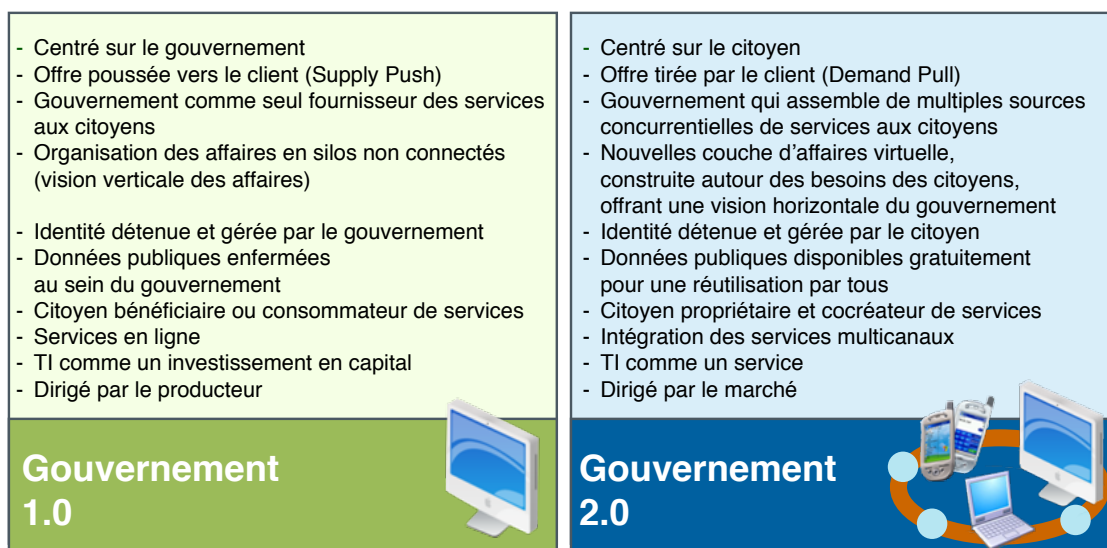 - Centré sur le gouvernement
- Offre poussée vers le client (Supply Push)
- Gouvernement comme seul fournisseur des services
aux citoyens
- Organisation des affaires en silos non connectés
(vision verticale des affaires)
- Identité détenue et gérée par le gouvernement
- Données publiques enfermées
au sein du gouvernement
- Citoyen bénéficiaire ou consommateur de services
- Services en ligne
- TI comme un investissement en capital
- Dirigé par le producteur
Gouvernement
1.0
- Centré sur le citoyen
- Offre tirée par le client (Demand Pull)
- Gouvernement qui assemble de multiples sources
concurrentielles de services aux citoyens
- Nouvelles couche d'affaires virtuelle,
construite autour des besoins des citoyens,
offrant une vision horizontale du gouvernement
- Identité détenue et gérée par le citoyen
- Données publiques disponibles gratuitement
pour une réutilisation par tous
- Citoyen propriétaire et cocréateur de services
- Intégration des services multicanaux
- TI comme un service
- Dirigé par le marché
Gouvernement
2.0